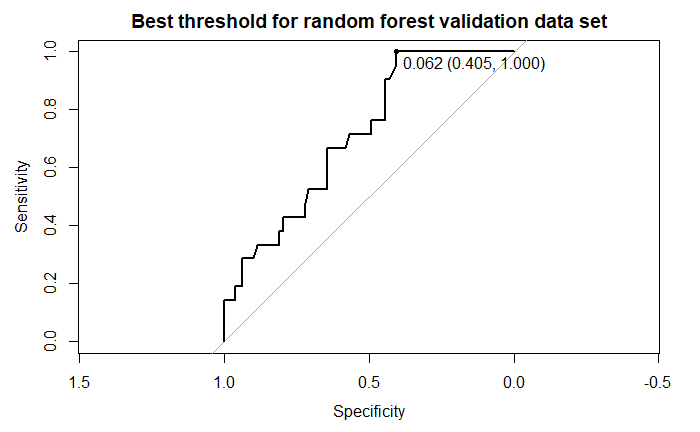 Best threshold for random forest validation data set
Sensitivity
1.0
0.8
0.6
0.4
0.2
0.0
0.062 (0.405, 1.000)
1.5 1.0 0.5 0.0 -0.5
Specificity